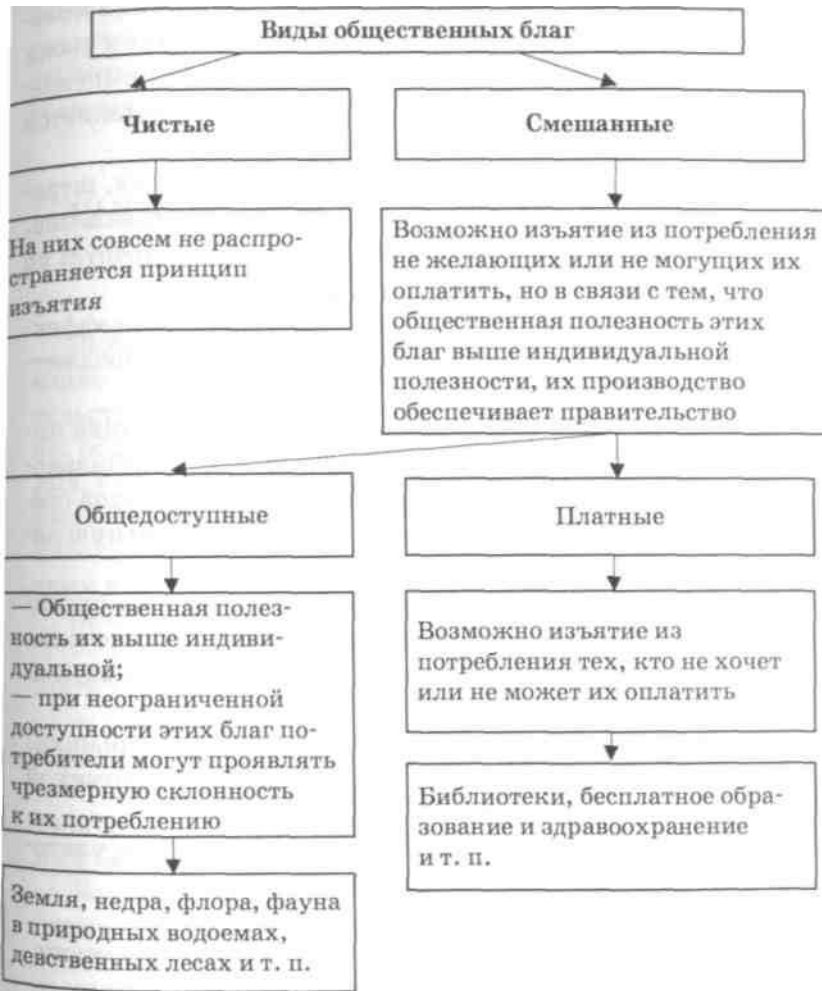 Виды общественных благ
Чистые
Смешанные
На них совсем не распро-
страняется принцип
изъятия
Возможно изъятие из потребления
не желающих или не могущих их
оплатить, но в связи с тем, что
общественная полезность этих
благ выше индивидуальной
полезности, их производство
обеспечивает правительство
Общедоступные
Платные
— Общественная полез-
ность их выше индиви-
дуальной;
— при неограниченной
доступности этих благ по-
требители могут проявлять
чрезмерную склонность
к их потреблению
Возможно изъятие из
потребления тех, кто не хочет
или не может их оплатить
Библиотеки, бесплатное обра-
зование и здравоохранение
и т. п.
Земля, недра, флора, фауна
в природных водоемах,
девственных лесах и т. п.